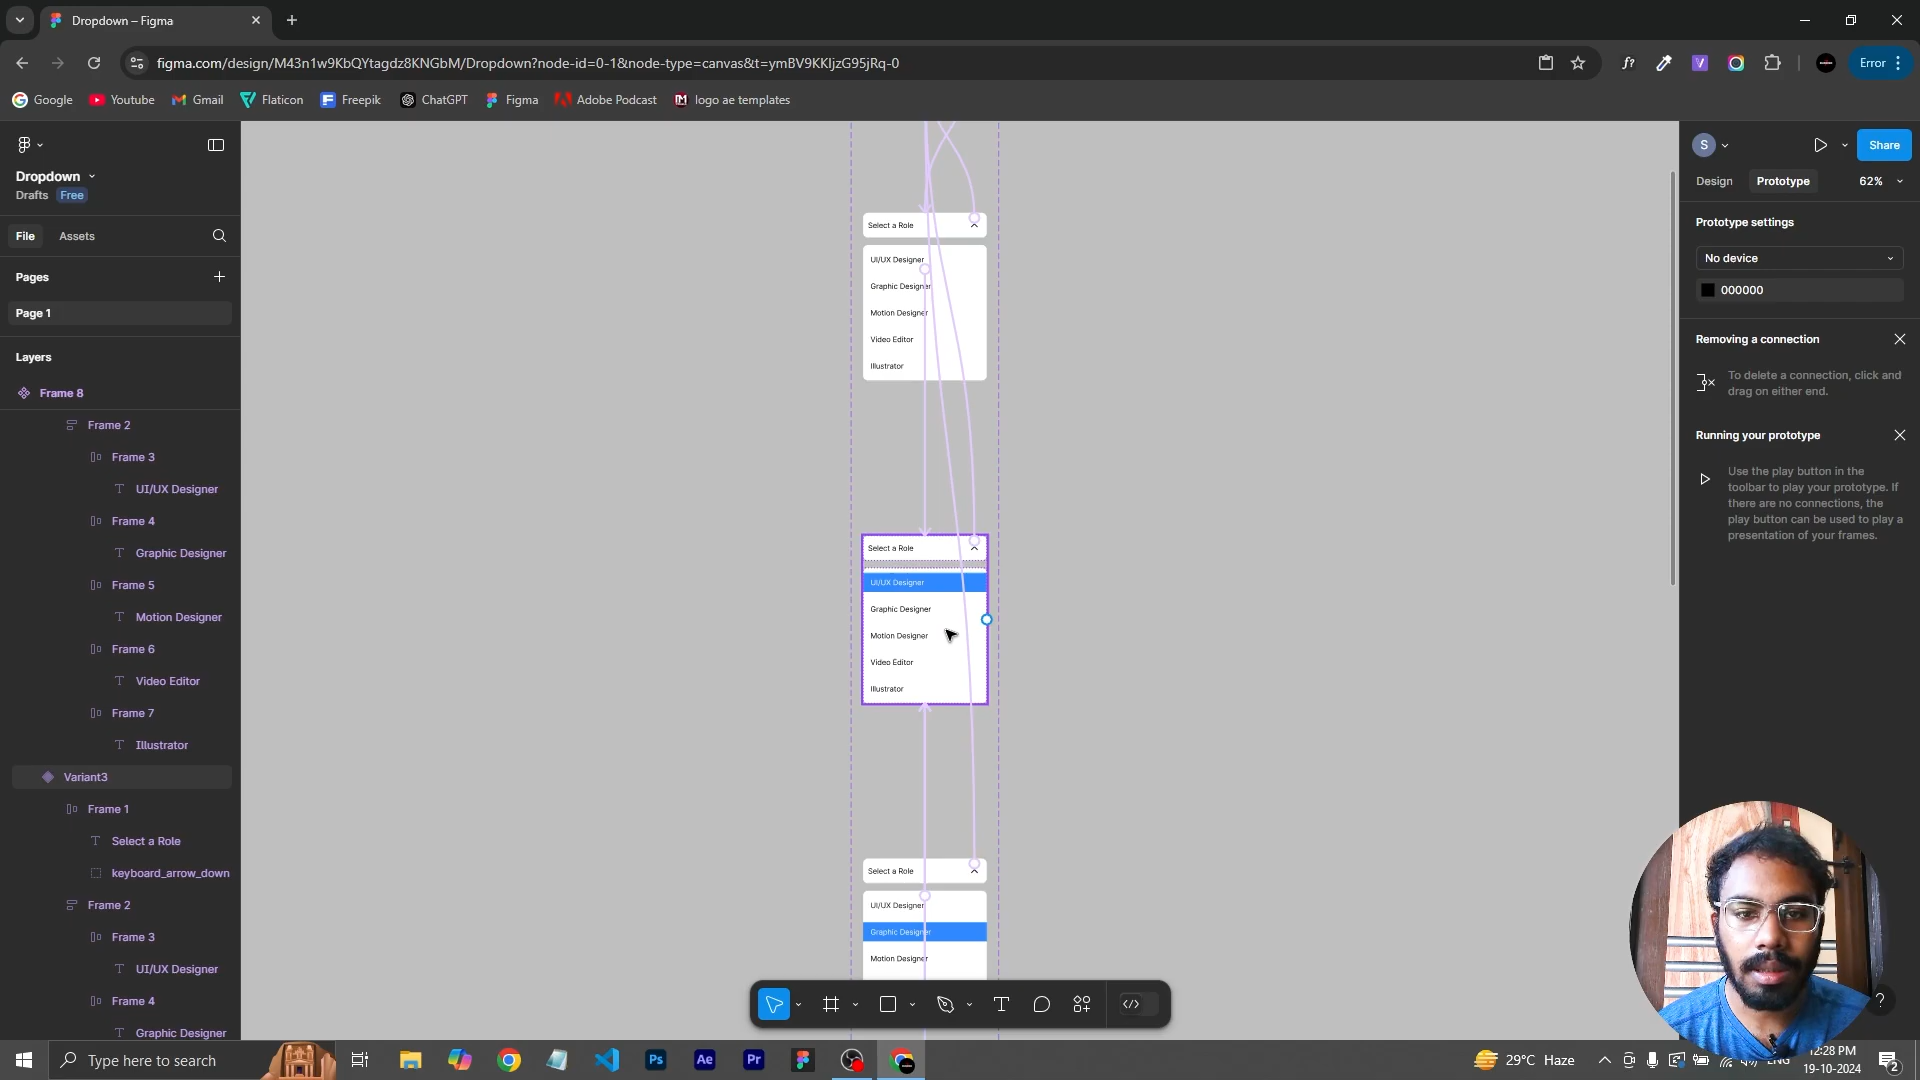 Dropdown – Figma
figma.com/design/M43n1w9KbQYtagdz8KNGbM/Dropdown?node-id=0-1&node-type=canvas&t=ymBV9KKIjzG95jRq-0
Error
Google
Youtube
Gmail
Flaticon
Freepik
ChatGPT
Figma
Adobe Podcast
logo ae templates
Dropdown
Drafts
Free
File
Assets
Pages
Page 1
Layers
Frame 8
Frame 2
Frame 3
UI/UX Designer
Frame 4
Graphic Designer
Frame 5
Motion Designer
Frame 6
Video Editor
Frame 7
Illustrator
Variant3
Frame 1
Select a Role
keyboard_arrow_down
Frame 2
Frame 3
UI/UX Designer
Frame 4
Graphic Designer
Select a Role
UI/UX Designer
Graphic Designer
Motion Designer
Video Editor
Illustrator
Select a Role
UI/UX Designer
Graphic Designer
Motion Designer
Video Editor
Illustrator
Select a Role
UI/UX Designer
Graphic Designer
Motion Designer
S
Share
Design
Prototype
62%
Prototype settings
No device
000000
Removing a connection
To delete a connection, click and
drag on either end.
Running your prototype
Use the play button in the
toolbar to play your prototype. If
there are no connections, the
play button can be used to play a
presentation of your frames.
?
Type here to search
Ps
Ae
Pr
29°C Haze
ENG
12:28 PM
19-10-2024
2